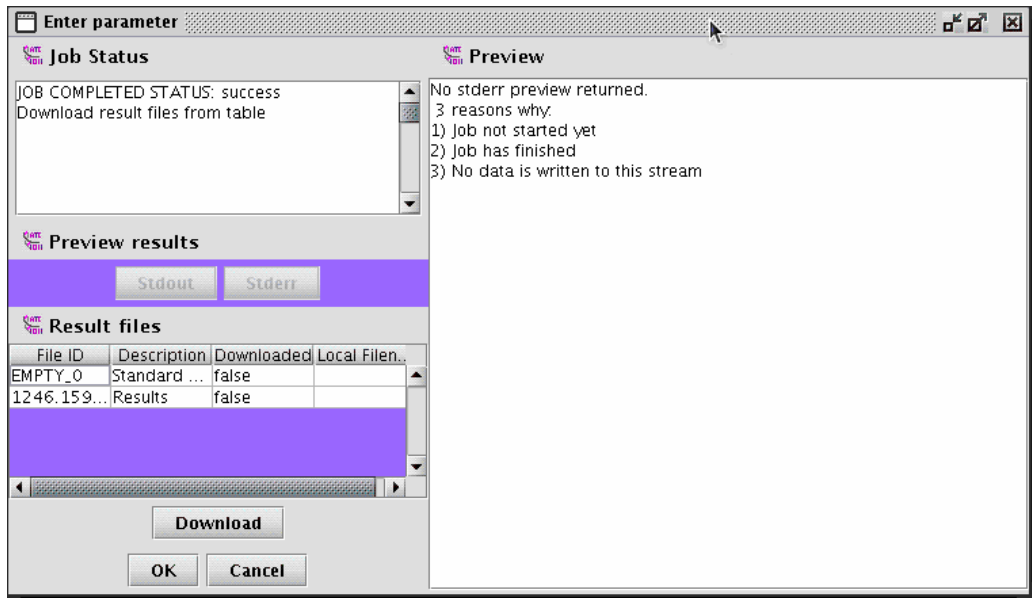 Enter parameter
Job Status
JOB COMPLETED STATUS: success
Download result files from table
Preview results
Stdout Stderr
Result files
File ID Description Downloaded Local Filen..
EMPTY_0 Standard ... false
1246.159... Results false
Download
OK Cancel
Preview
No stderr preview returned.
3 reasons why:
1) Job not started yet
2) Job has finished
3) No data is written to this stream